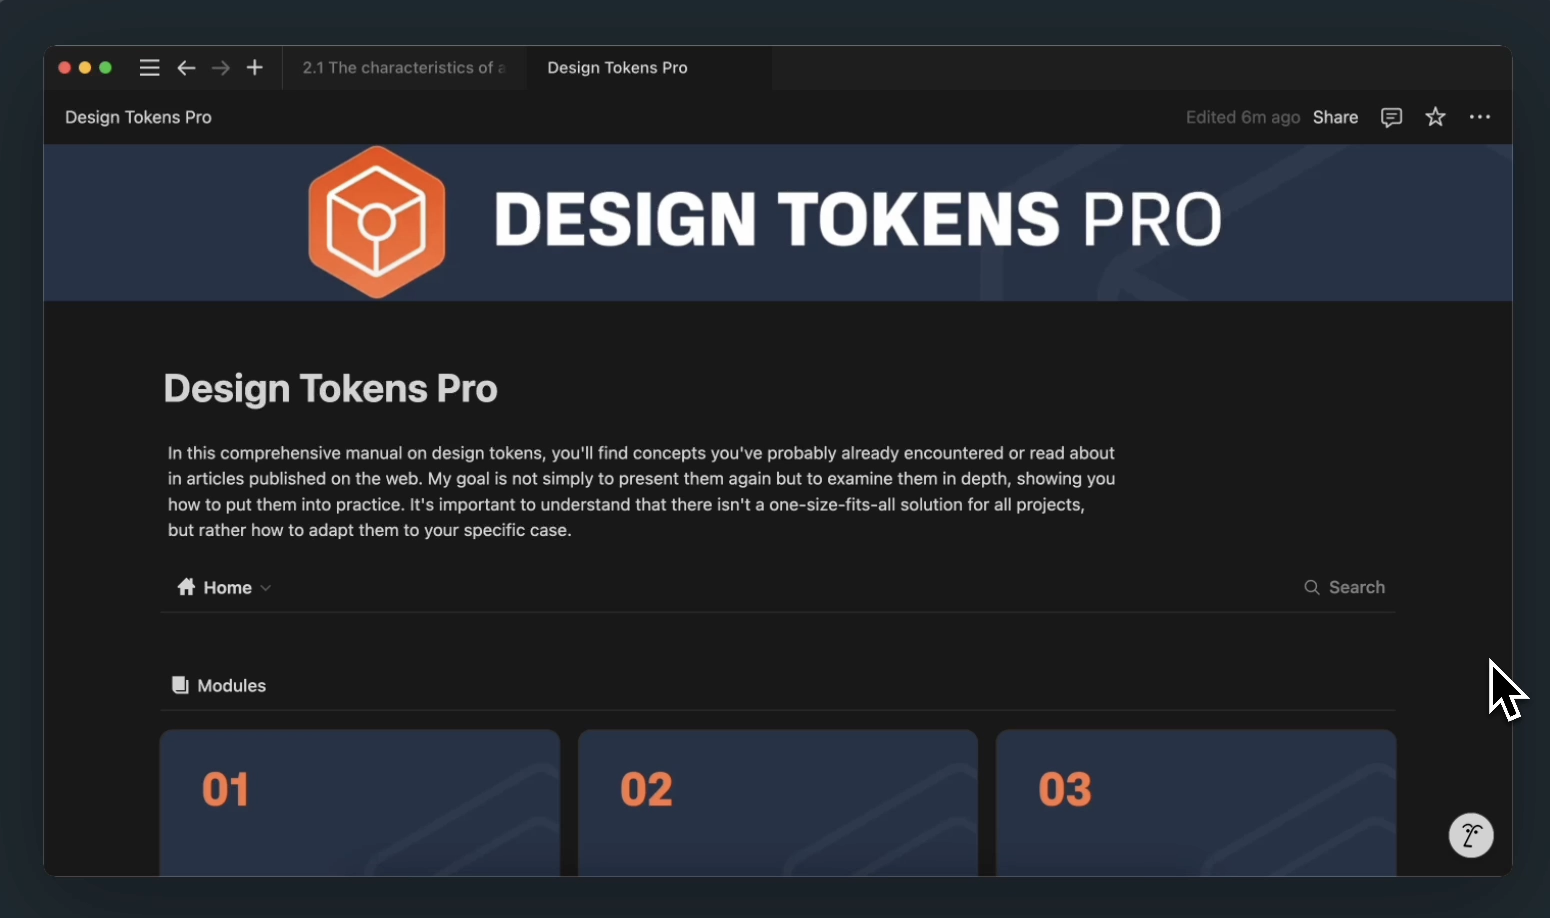 2.1 The characteristics of a
Design Tokens Pro
Design Tokens Pro
Edited 6m ago Share
DESIGN TOKENS PRO
Design Tokens Pro
In this comprehensive manual on design tokens, you'll find concepts you've probably already encountered or read about
in articles published on the web. My goal is not simply to present them again but to examine them in depth, showing you
how to put them into practice. It's important to understand that there isn't a one-size-fits-all solution for all projects,
but rather how to adapt them to your specific case.
Home
Search
Modules
01
02
03